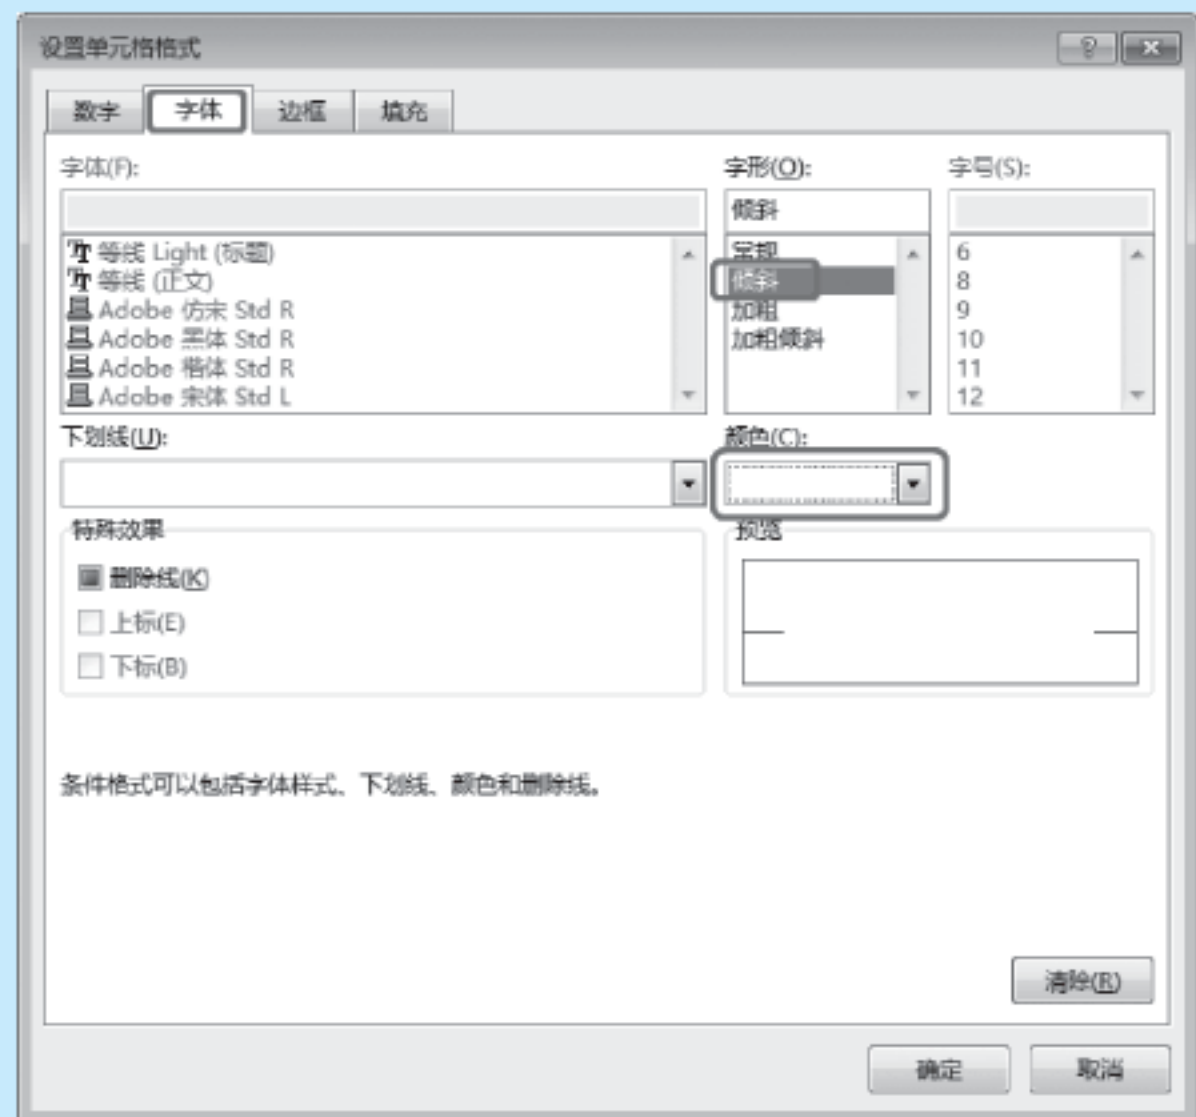 设置单元格格式
数字 字体 边框 填充
字体(F): 字形(O): 字号(S):
倾斜
等线 Light (标题) 常规 6
等线 (正文) 倾斜 8
Adobe 仿宋 Std R 加粗 9
Adobe 黑体 Std R 加粗倾斜 10
Adobe 楷体 Std R 11
Adobe 宋体 Std L 12
下划线(U): 颜色(C):
特殊效果 预览
删除线(K)
上标(E)
下标(B)
条件格式可以包括字体样式、下划线、颜色和删除线。
清除(R)
确定 取消